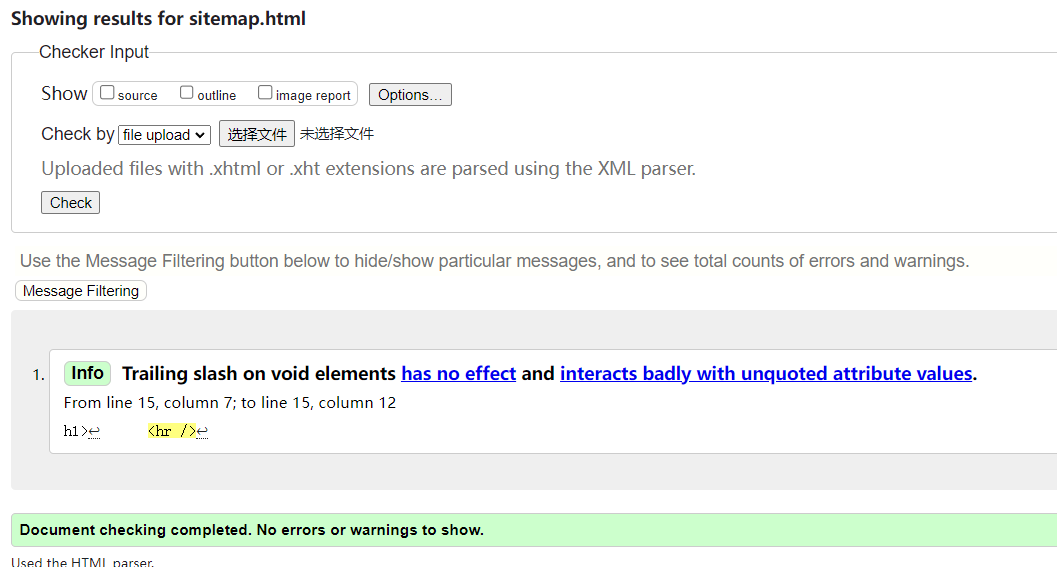 Showing results for sitemap.html
Checker Input
Show source outline image report Options...
Check by file upload 选择文件 未选择文件
Uploaded files with .xhtml or .xht extensions are parsed using the XML parser.
Check
Use the Message Filtering button below to hide/show particular messages, and to see total counts of errors and warnings.
Message Filtering
1. Info Trailing slash on void elements has no effect and interacts badly with unquoted attribute values.
From line 15, column 7; to line 15, column 12
h1>↩ <hr />↩
Document checking completed. No errors or warnings to show.
Used the HTML parser.